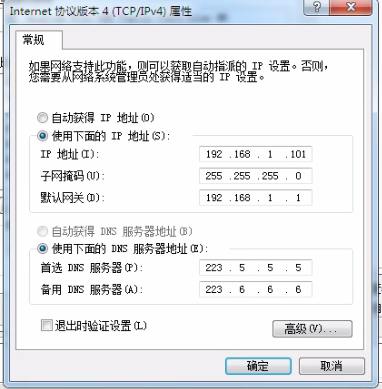 Internet 协议版本 4 (TCP/IPv4) 属性
常规
如果网络支持此功能，则可以获取自动指派的 IP 设置。否则，
您需要从网络系统管理员处获得适当的 IP 设置。
自动获得 IP 地址(O)
使用下面的 IP 地址(S):
IP 地址(I): 192 .168 . 1 .101
子网掩码(U): 255 .255 .255 . 0
默认网关(D): 192 .168 . 1 . 1
自动获得 DNS 服务器地址(B)
使用下面的 DNS 服务器地址(E):
首选 DNS 服务器(P): 223 . 5 . 5 . 5
备用 DNS 服务器(A): 223 . 6 . 6 . 6
退出时验证设置(L)
高级(V)...
确定
取消